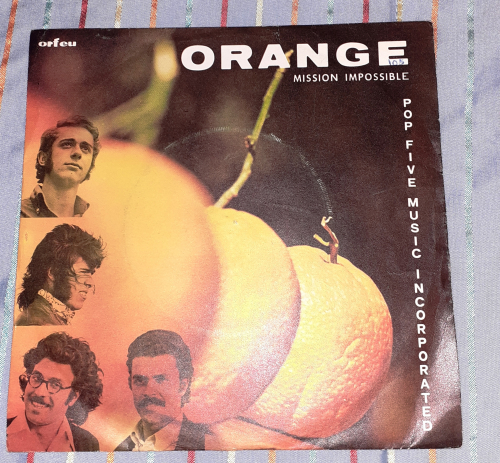 orfeu
ORANGE
MISSION IMPOSSIBLE
POP FIVE MUSIC INCORPORATED